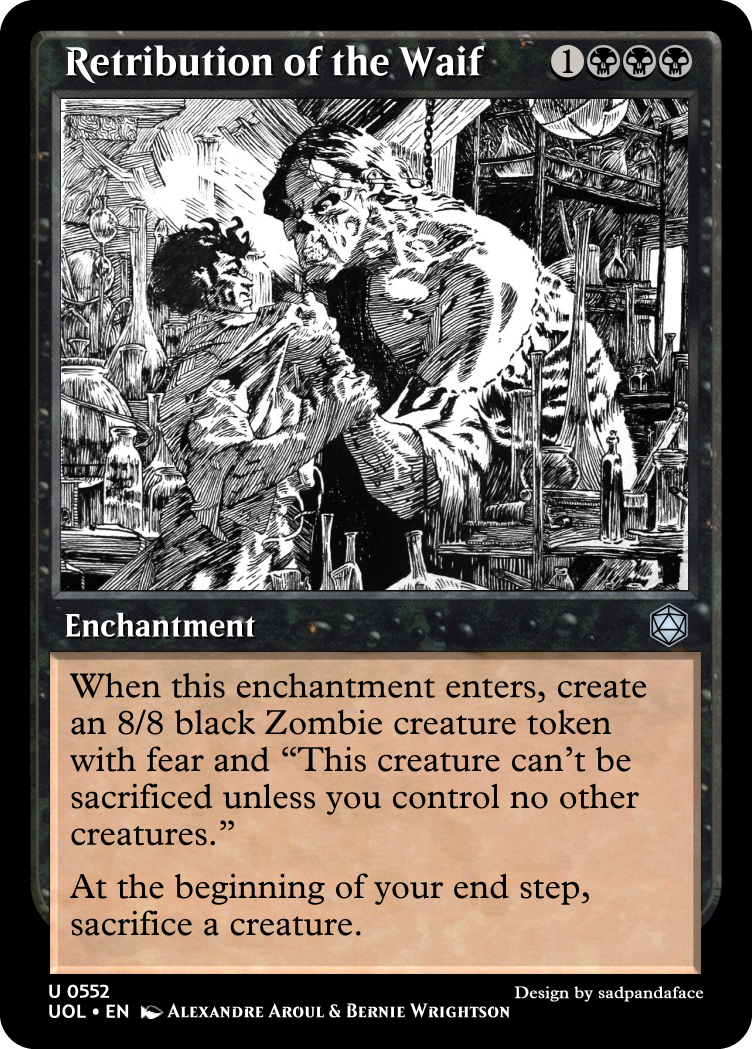 Retribution of the Waif 1
Enchantment
When this enchantment enters, create
an 8/8 black Zombie creature token
with fear and “This creature can’t be
sacrificed unless you control no other
creatures.”
At the beginning of your end step,
sacrifice a creature.
U 0552
Design by sadpandaface
UOL • EN Alexandre Aroul & Bernie Wrightson